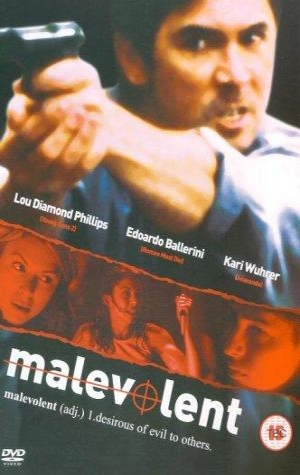 Lou Diamond Phillips
(Young Guns 2)
Edoardo Ballerini
(Romeo Must Die)
Kari Wuhrer
(Anaconda)
malevolent
malevolent (adj.) 1.desirous of evil to others.
DVD
VIDEO
15